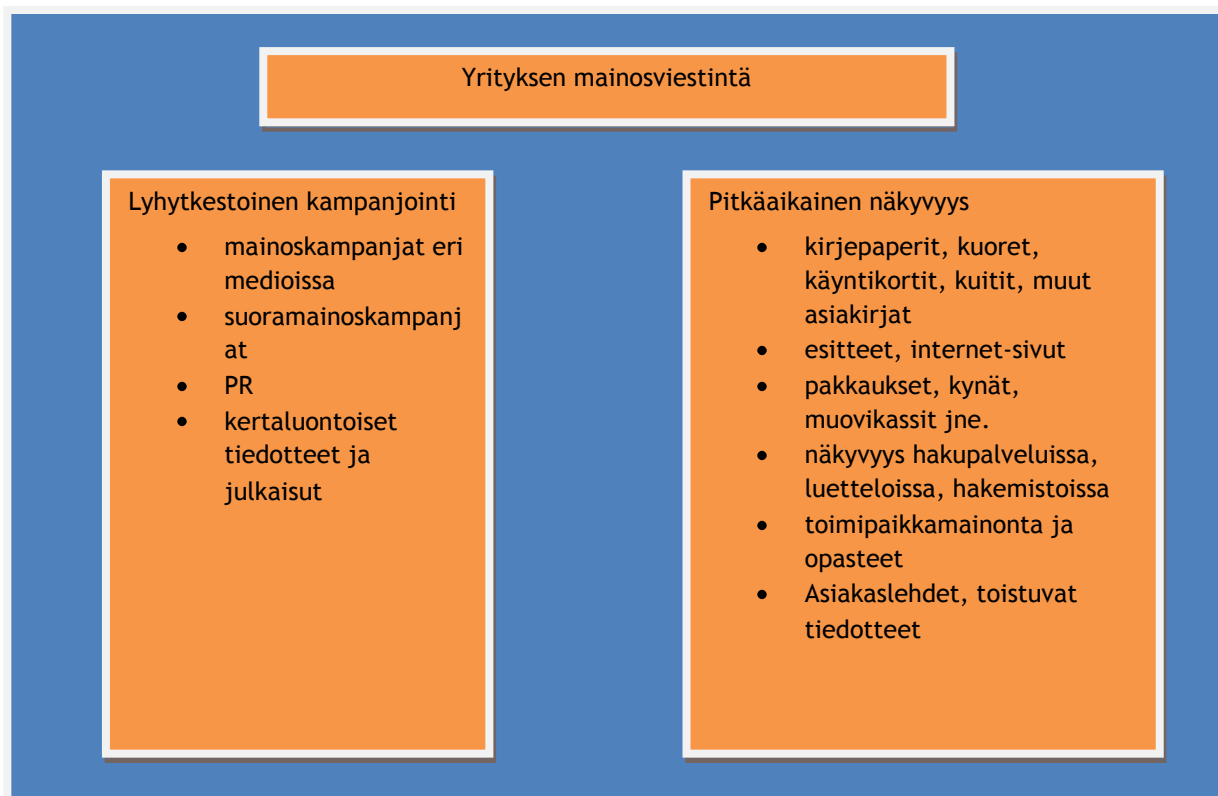 Yrityksen mainosviestintä
Lyhytkestoinen kampanjointi
• mainoskampanjat eri
medioissa
• suoramainoskampanj
at
• PR
• kertaluontoiset
tiedotteet ja
julkaisut
Pitkäaikainen näkyvyys
• kirjepaperit, kuoret,
käyntikortit, kuitit, muut
asiakirjat
• esitteet, internet-sivut
• pakkaukset, kynät,
muovikassit jne.
• näkyvyys hakupalveluissa,
luetteloissa, hakemistoissa
• toimipaikkamainonta ja
opasteet
• Asiakaslehdet, toistuvat
tiedotteet